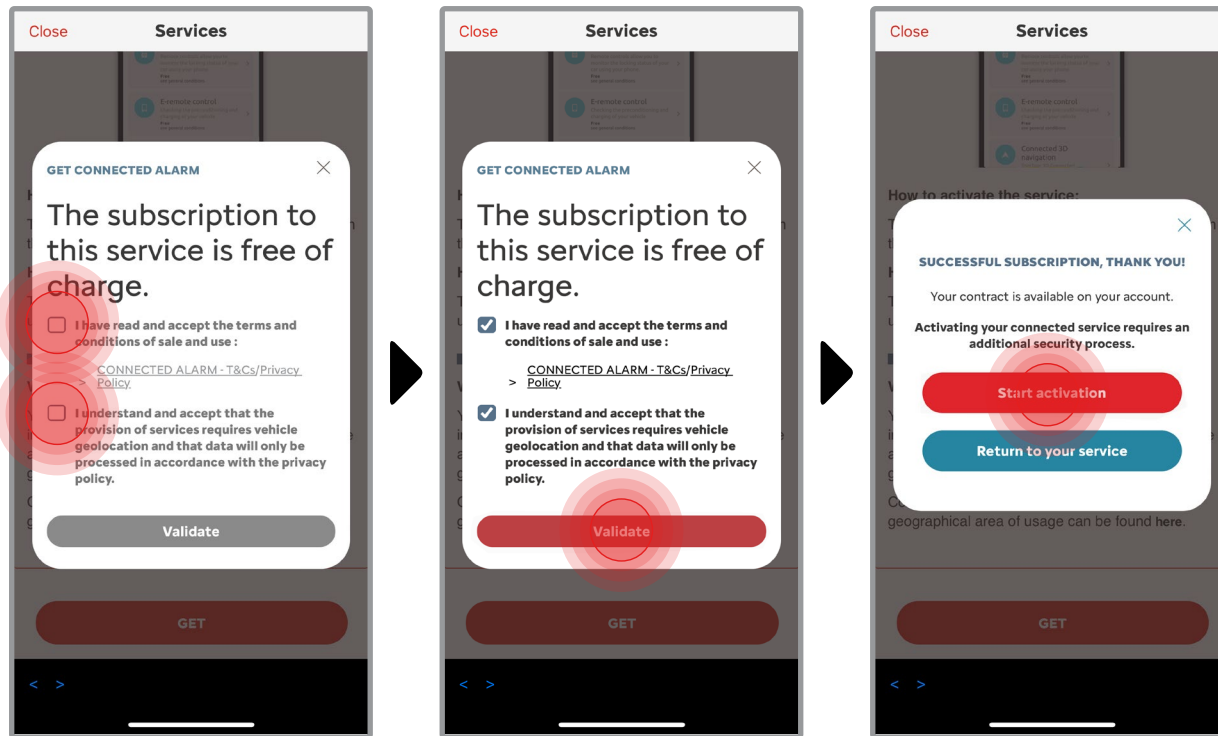 Close Services
E-remote control
GET CONNECTED ALARM
The subscription to
this service is free of
charge.
I have read and accept the terms and
conditions of sale and use :
CONNECTED ALARM - T&Cs/Privacy
> Policy
I understand and accept that the
provision of services requires vehicle
geolocation and that data will only be
processed in accordance with the privacy
policy.
Validate
GET
< >
Close Services
E-remote control
GET CONNECTED ALARM
The subscription to
this service is free of
charge.
I have read and accept the terms and
conditions of sale and use :
CONNECTED ALARM - T&Cs/Privacy
> Policy
I understand and accept that the
provision of services requires vehicle
geolocation and that data will only be
processed in accordance with the privacy
policy.
Validate
GET
< >
Close Services
E-remote control
Connected 3D
navigation
How to activate the service:
SUCCESSFUL SUBSCRIPTION, THANK YOU!
Your contract is available on your account.
Activating your connected service requires an
additional security process.
Start activation
Return to your service
geographical area of usage can be found here.
GET
< >